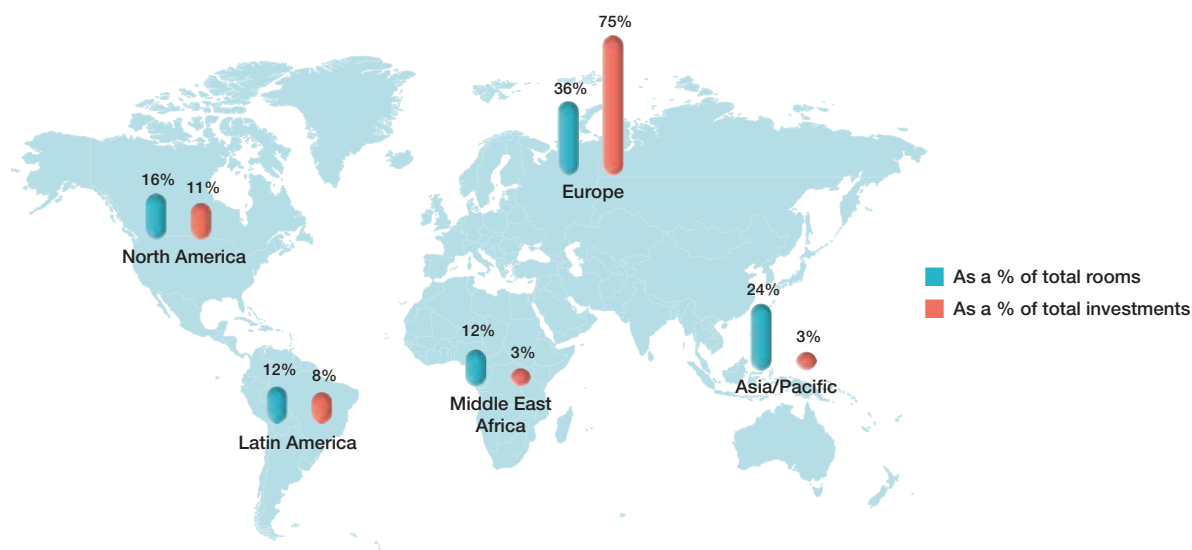 75%
36%
Europe
16%
11%
North America
As a % of total rooms
As a % of total investments
24%
3%
Asia/Pacific
12%
3%
Middle East
Africa
12%
8%
Latin America